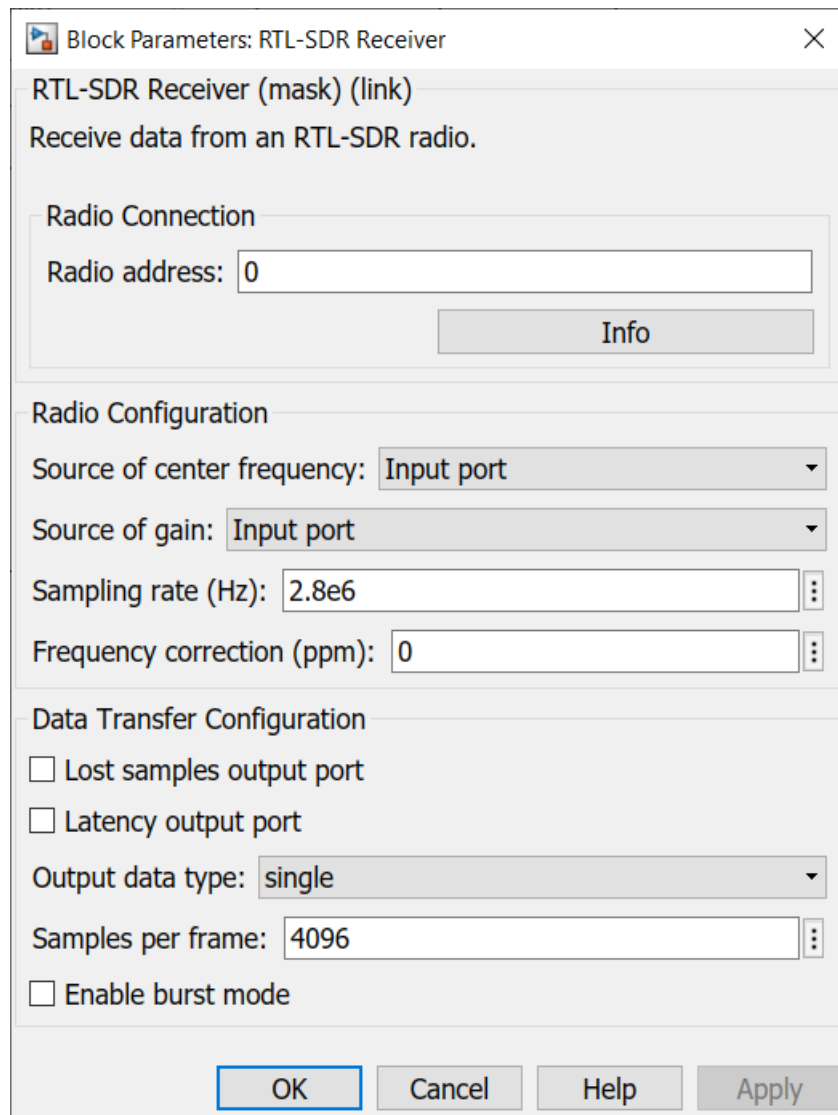 Block Parameters: RTL-SDR Receiver
RTL-SDR Receiver (mask) (link)
Receive data from an RTL-SDR radio.
Radio Connection
Radio address: 0
Info
Radio Configuration
Source of center frequency: Input port
Source of gain: Input port
Sampling rate (Hz): 2.8e6
Frequency correction (ppm): 0
Data Transfer Configuration
Lost samples output port
Latency output port
Output data type: single
Samples per frame: 4096
Enable burst mode
OK Cancel Help Apply